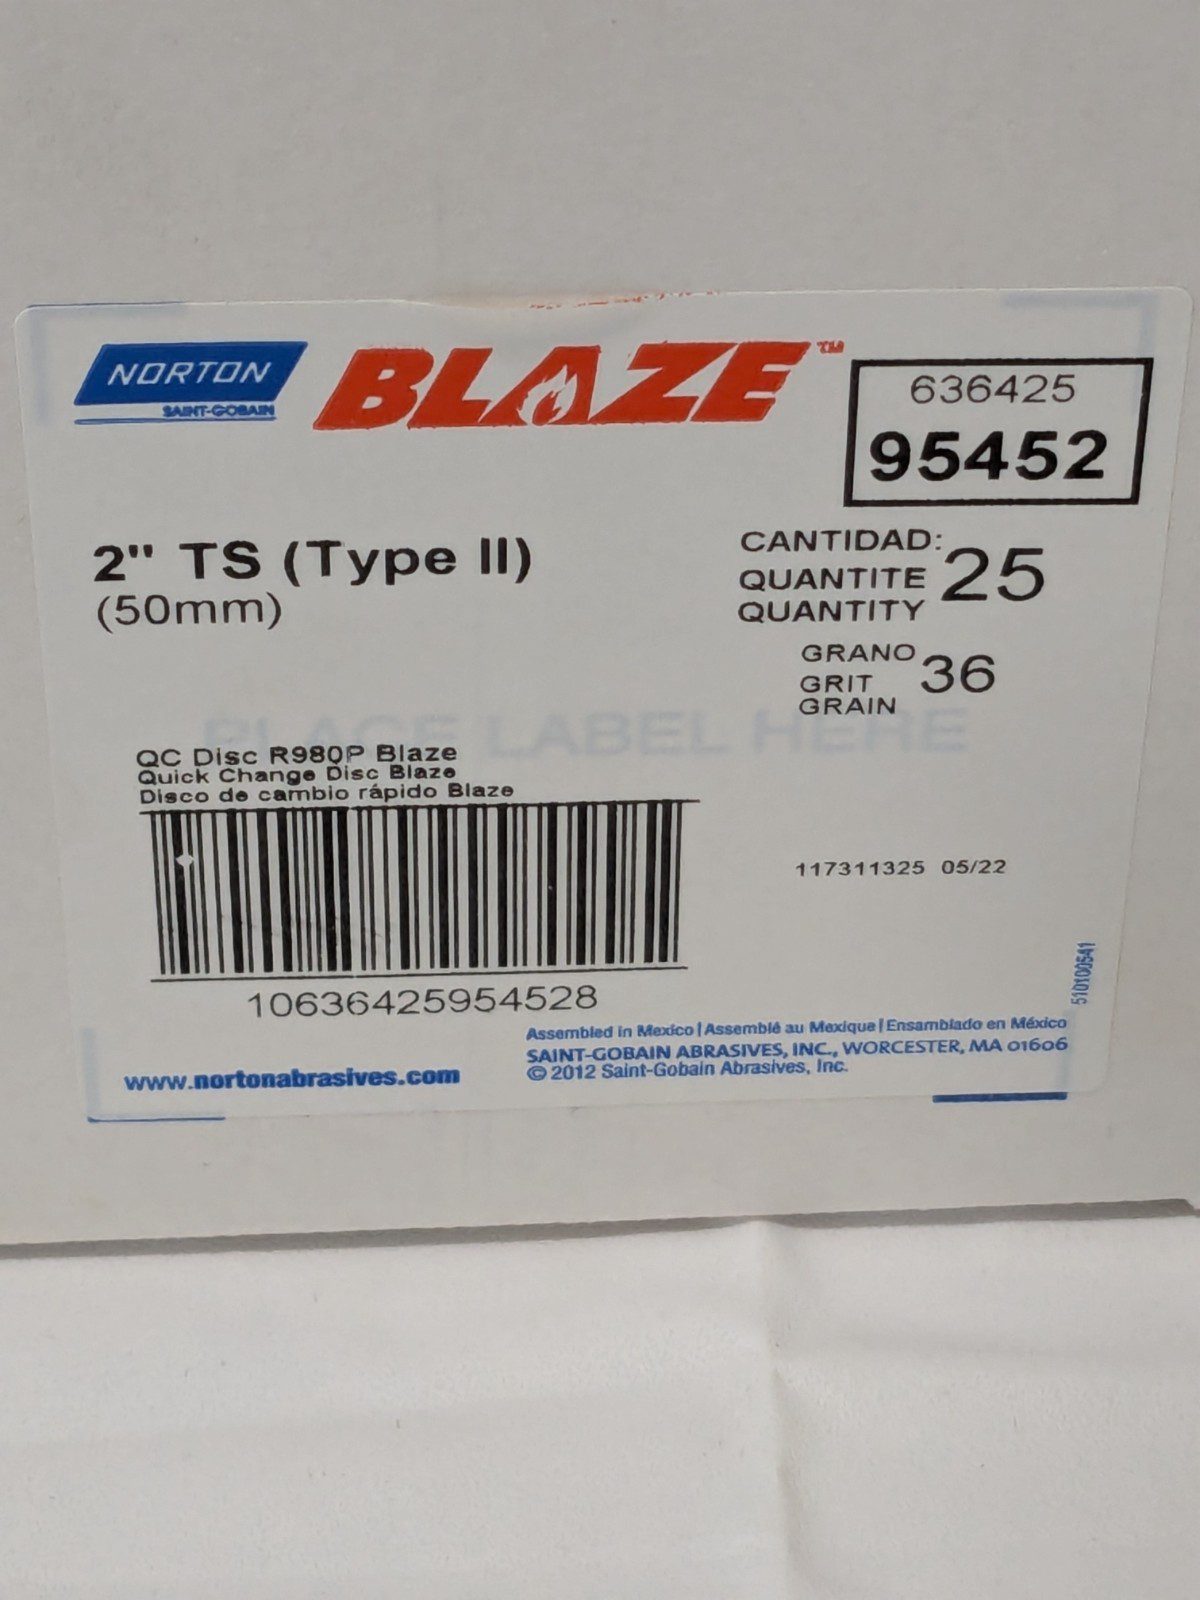 NORTON
SAINT-GOBAIN
BLAZE™
636425
95452
2" TS (Type II)
(50mm)
CANTIDAD:
QUANTITE
QUANTITY
25
GRANO
GRIT
GRAIN
36
PLACE LABEL HERE
QC Disc R980P Blaze
Quick Change Disc Blaze
Disco de cambio rápido Blaze
117311325 05/22
10636425954528
510100541
Assembled in Mexico | Assemblé au Mexique | Ensamblado en México
SAINT-GOBAIN ABRASIVES, INC., WORCESTER, MA 01606
© 2012 Saint-Gobain Abrasives, Inc.
www.nortonabrasives.com